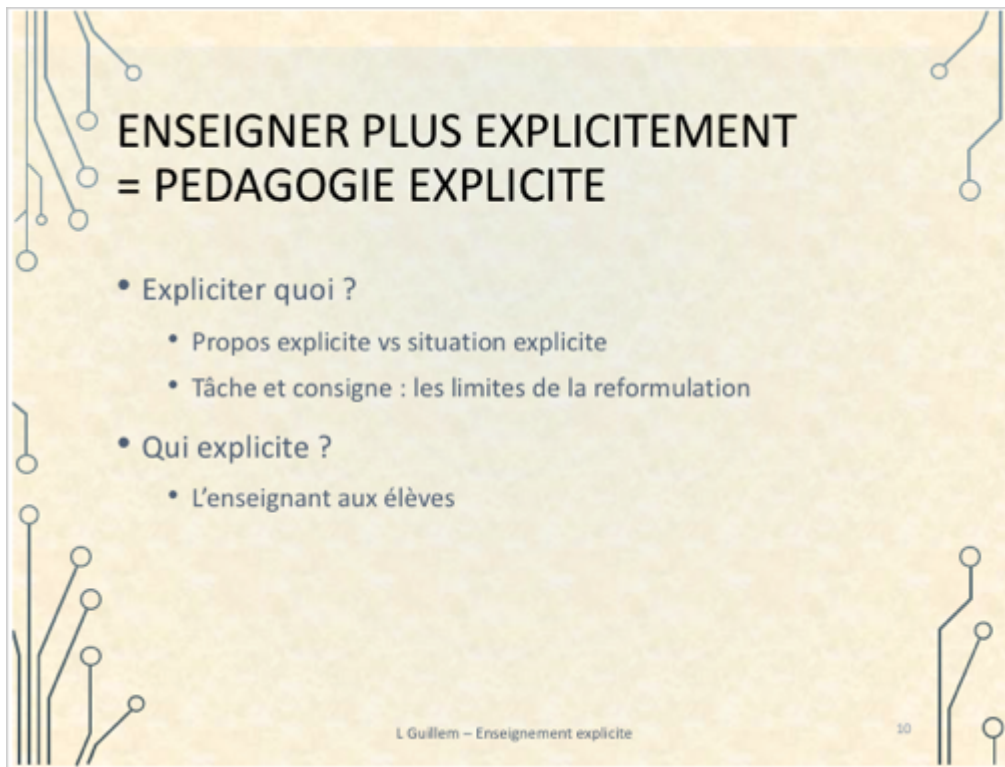 ENSEIGNER PLUS EXPLICITEMENT
= PEDAGOGIE EXPLICITE
• Expliciter quoi ?
• Propos explicite vs situation explicite
• Tâche et consigne : les limites de la reformulation
• Qui explicite ?
• L’enseignant aux élèves
L Guillem – Enseignement explicite
10